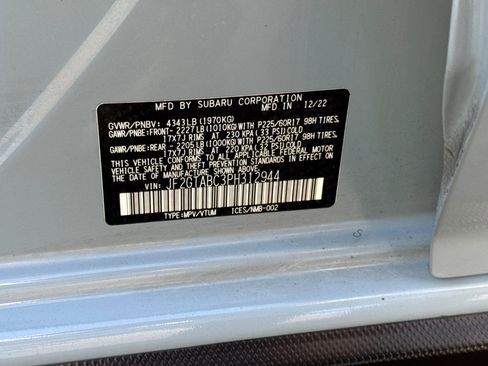 MFD BY SUBARU CORPORATION
MFD IN 12/22
GVWR/PNBV: 4343LB(1970KG)
GAWR/PNBE:FRONT- 2227LB(1010KG)WITH P225/60R17 98H TIRES,
17X7J RIMS AT 230 KPA(33 PSI)COLD
GAWR/PNBE:REAR - 2205LB(1000KG)WITH P225/60R17 98H TIRES,
17X7J RIMS AT 220 KPA(32 PSI)COLD
THIS VEHICLE CONFORMS TO ALL APPLICABLE U.S. FEDERAL
MOTOR VEHICLE SAFETY STANDARDS IN EFFECT ON THE
DATE OF MANUFACTURE SHOWN ABOVE.
VIN: JF2GTABC3PH312944
TYPE:MPV/VTUM ICES/NMB-002